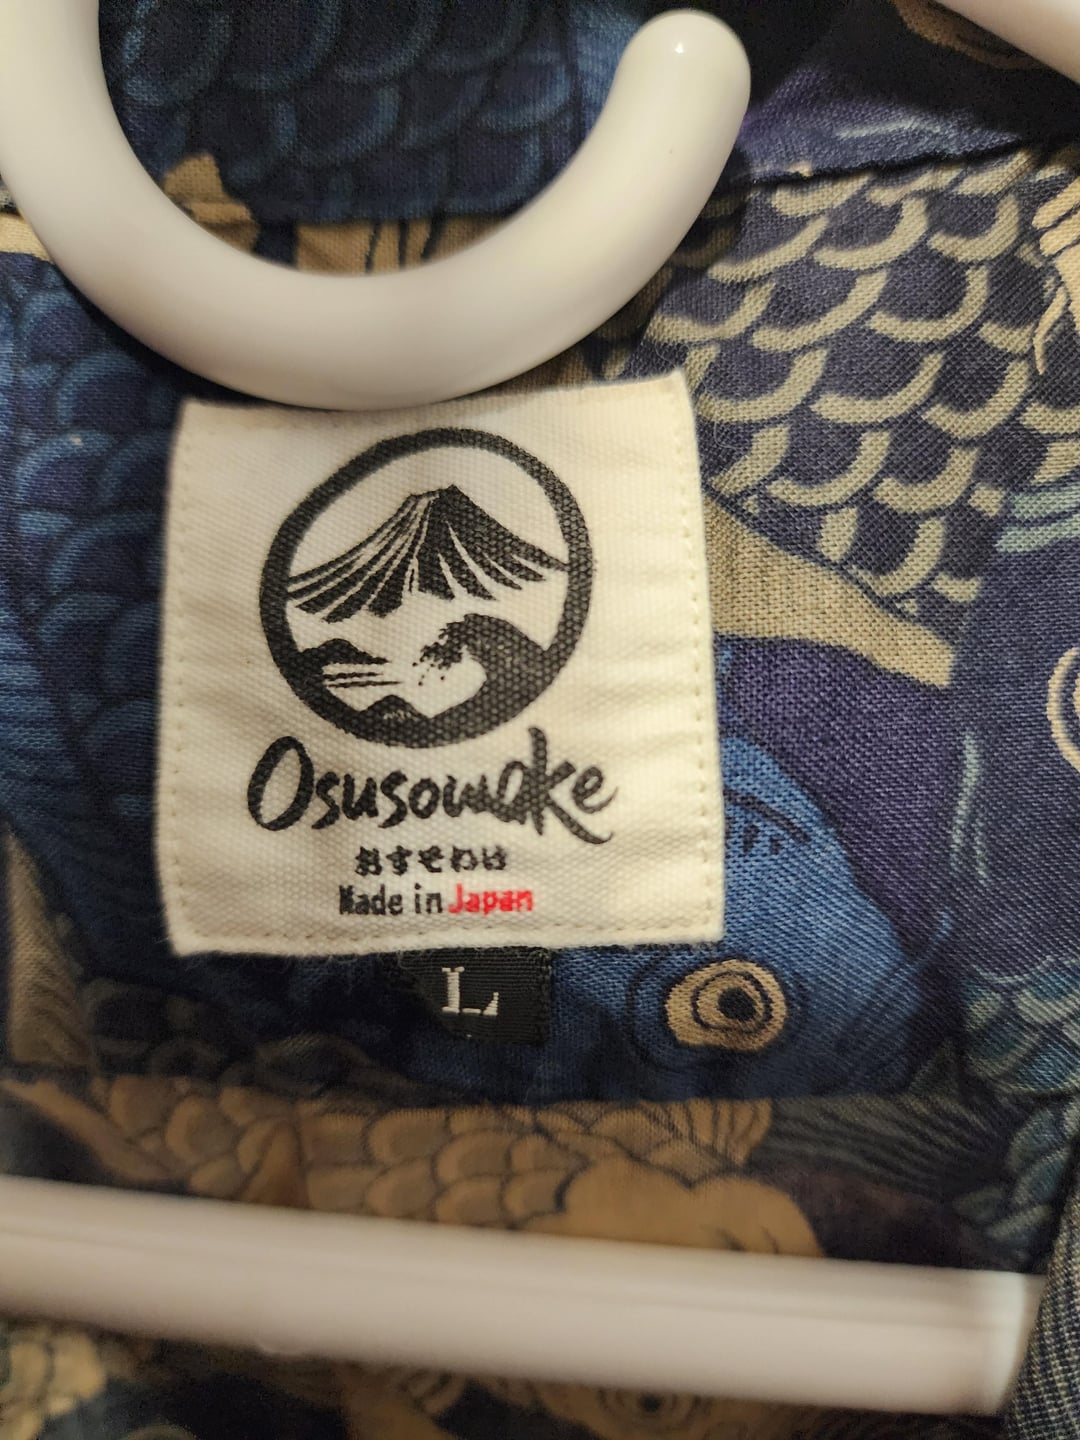 Osusowake
おすそわけ
Made in Japan
L